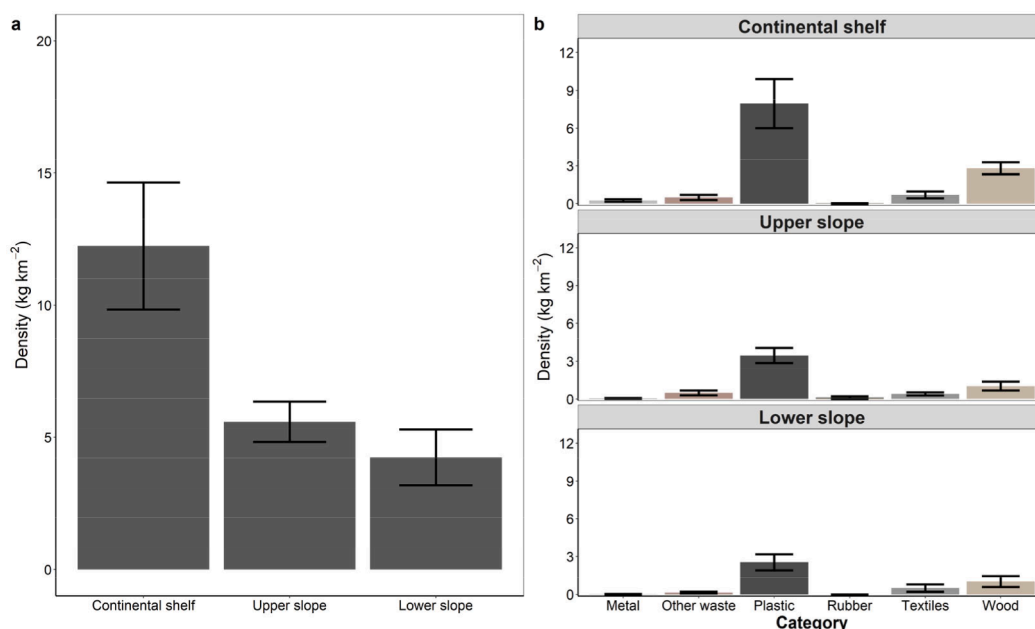 a
20
15
10
5
0
Density (kg km⁻²)
Continental shelf
Upper slope
Lower slope
b
Continental shelf
12
9
6
3
0
Upper slope
12
9
6
3
0
Density (kg km⁻²)
Lower slope
12
9
6
3
0
Metal
Other waste
Plastic
Rubber
Textiles
Wood
Category